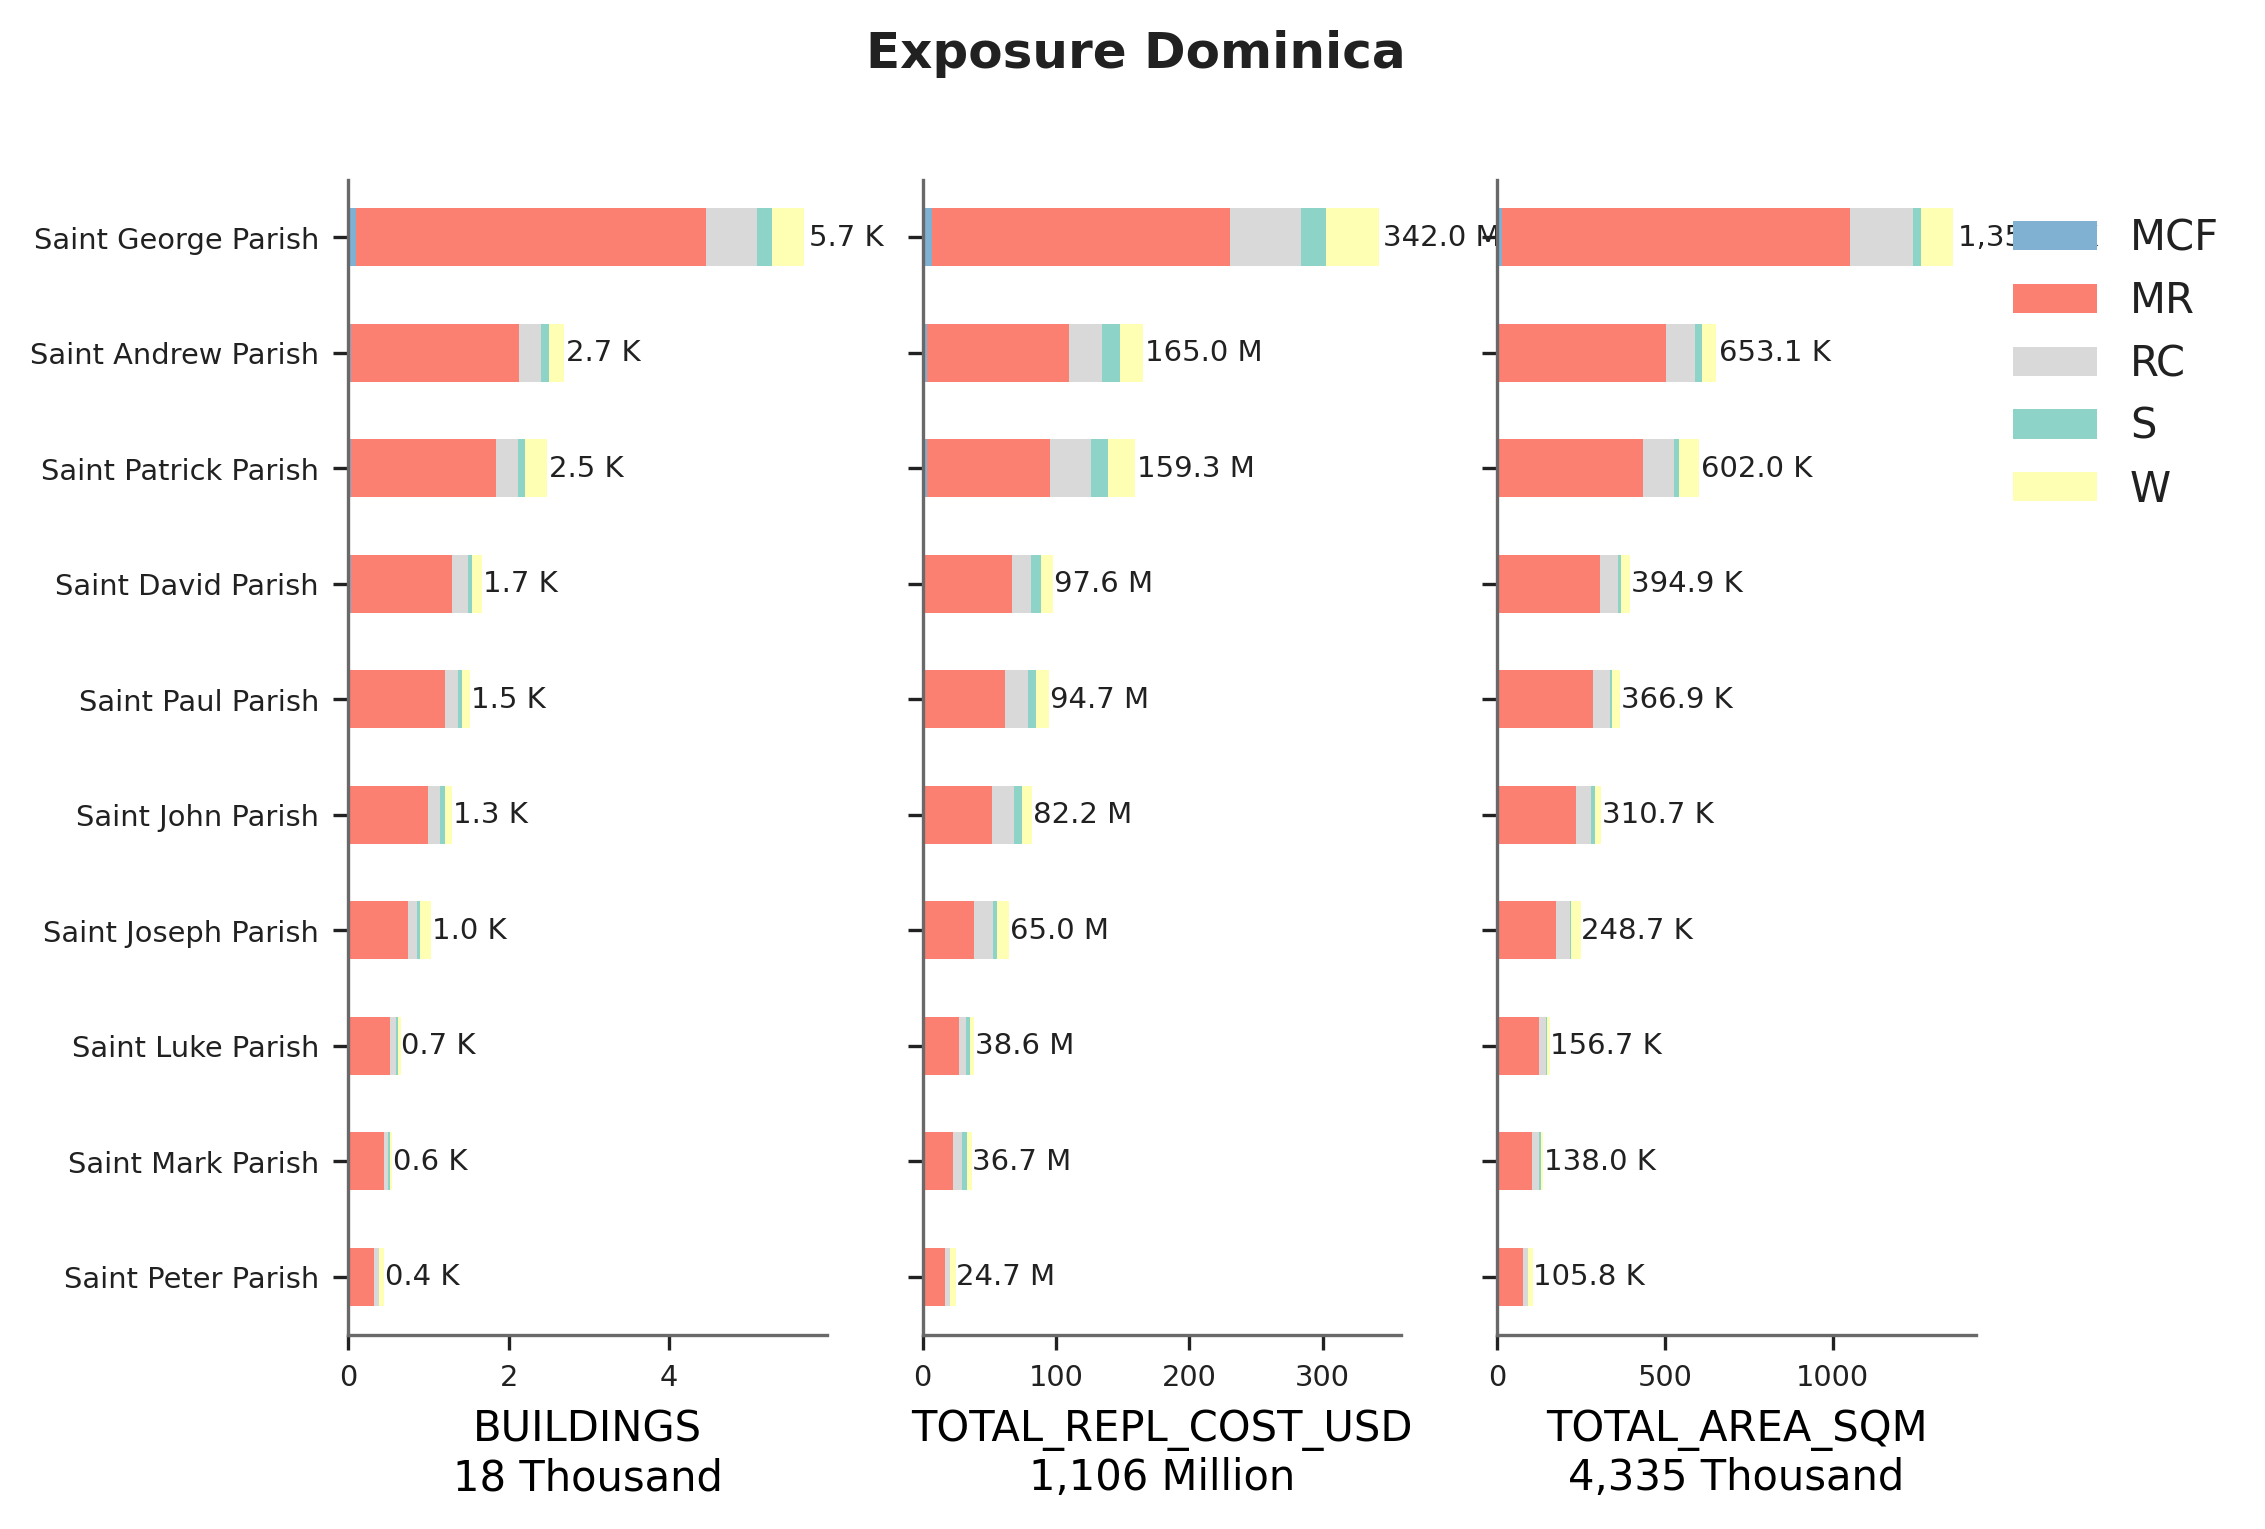 Exposure Dominica
Saint George Parish
Saint Andrew Parish
Saint Patrick Parish
Saint David Parish
Saint Paul Parish
Saint John Parish
Saint Joseph Parish
Saint Luke Parish
Saint Mark Parish
Saint Peter Parish
5.7 K
2.7 K
2.5 K
1.7 K
1.5 K
1.3 K
1.0 K
0.7 K
0.6 K
0.4 K
0 2 4
BUILDINGS
18 Thousand
342.0 M
165.0 M
159.3 M
97.6 M
94.7 M
82.2 M
65.0 M
38.6 M
36.7 M
24.7 M
0 100 200 300
TOTAL_REPL_COST_USD
1,106 Million
653.1 K
602.0 K
394.9 K
366.9 K
310.7 K
248.7 K
156.7 K
138.0 K
105.8 K
0 500 1000
TOTAL_AREA_SQM
4,335 Thousand
MCF
MR
RC
S
W